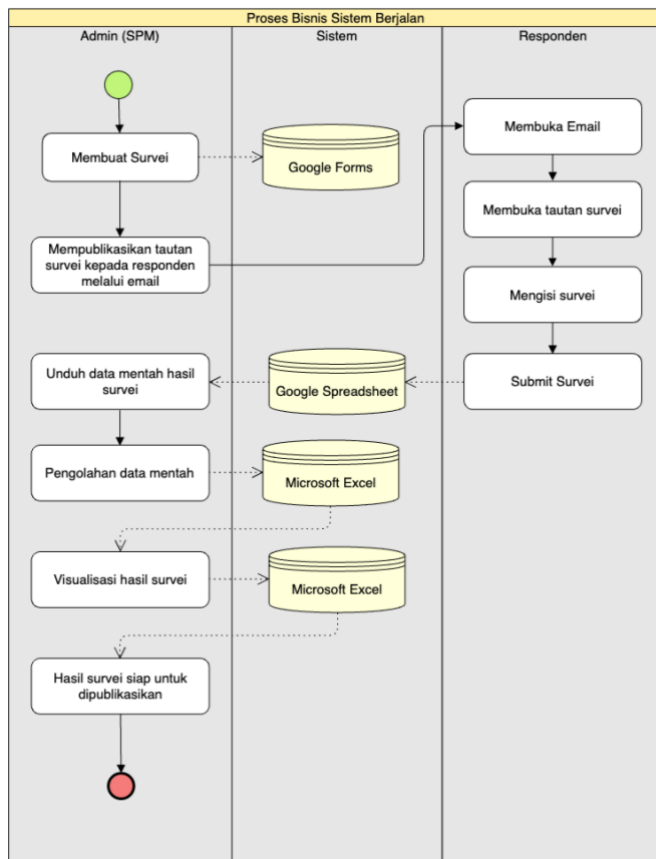 Proses Bisnis Sistem Berjalan
Admin (SPM)
Sistem
Responden
Membuat Survei
Google Forms
Membuka Email
Mempublikasikan tautan
survei kepada responden
melalui email
Membuka tautan survei
Mengisi survei
Submit Survei
Google Spreadsheet
Unduh data mentah hasil
survei
Pengolahan data mentah
Microsoft Excel
Visualisasi hasil survei
Microsoft Excel
Hasil survei siap untuk
dipublikasikan